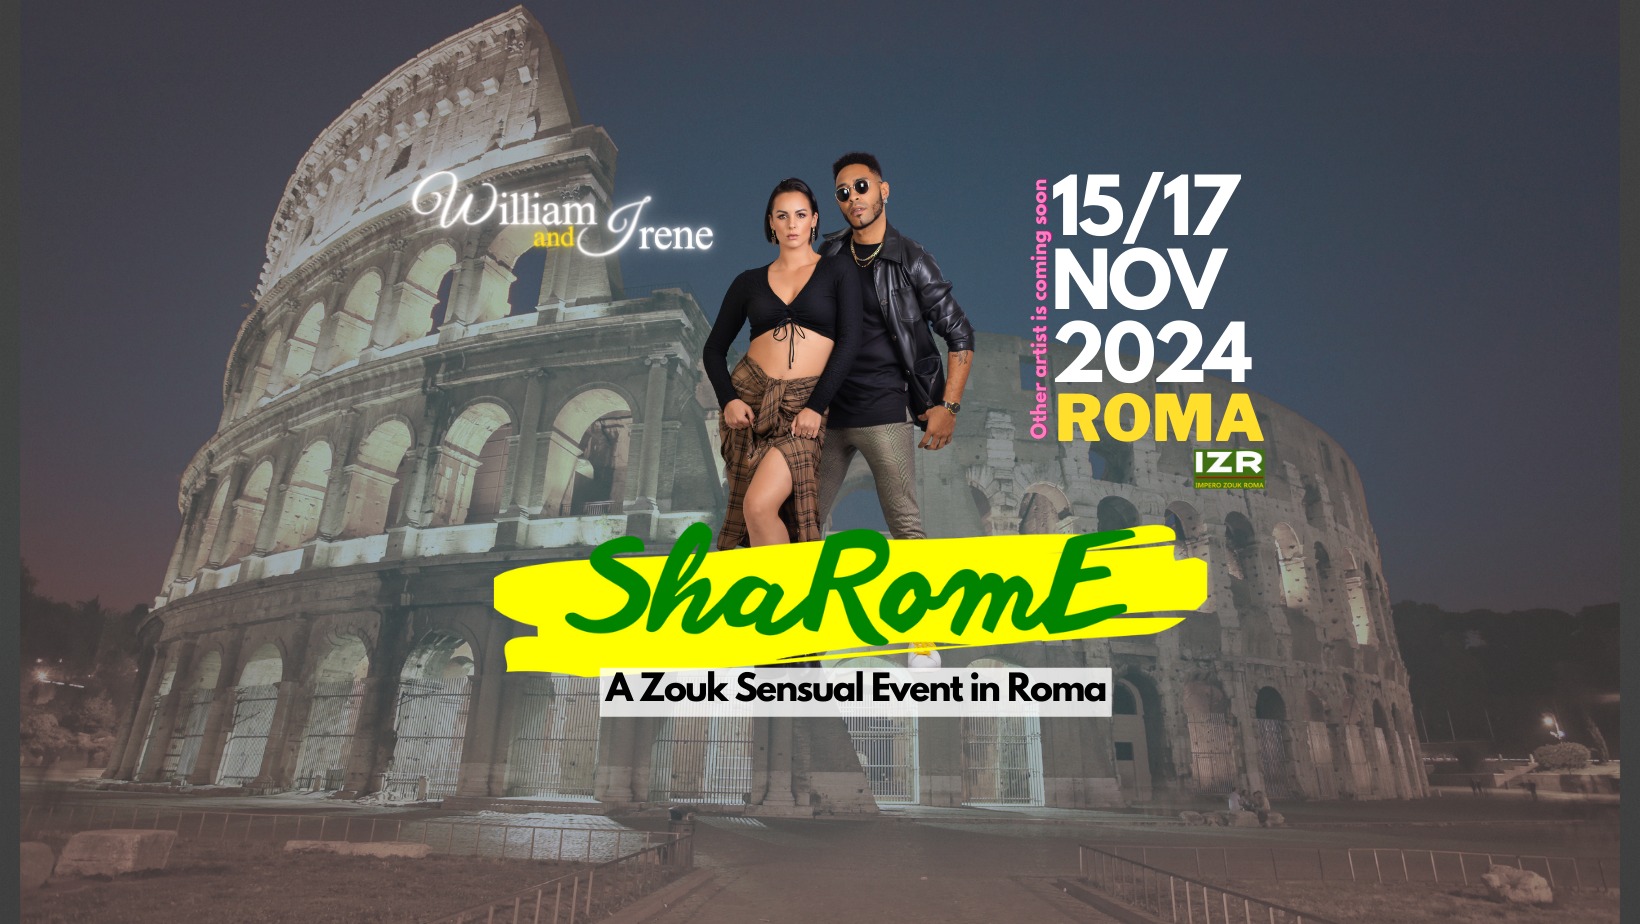 William
and Irene
Other artist is coming soon
15/17
NOV
2024
ROMA
IZR
IMPERO ZOUK ROMA
ShaRomE
A Zouk Sensual Event in Roma